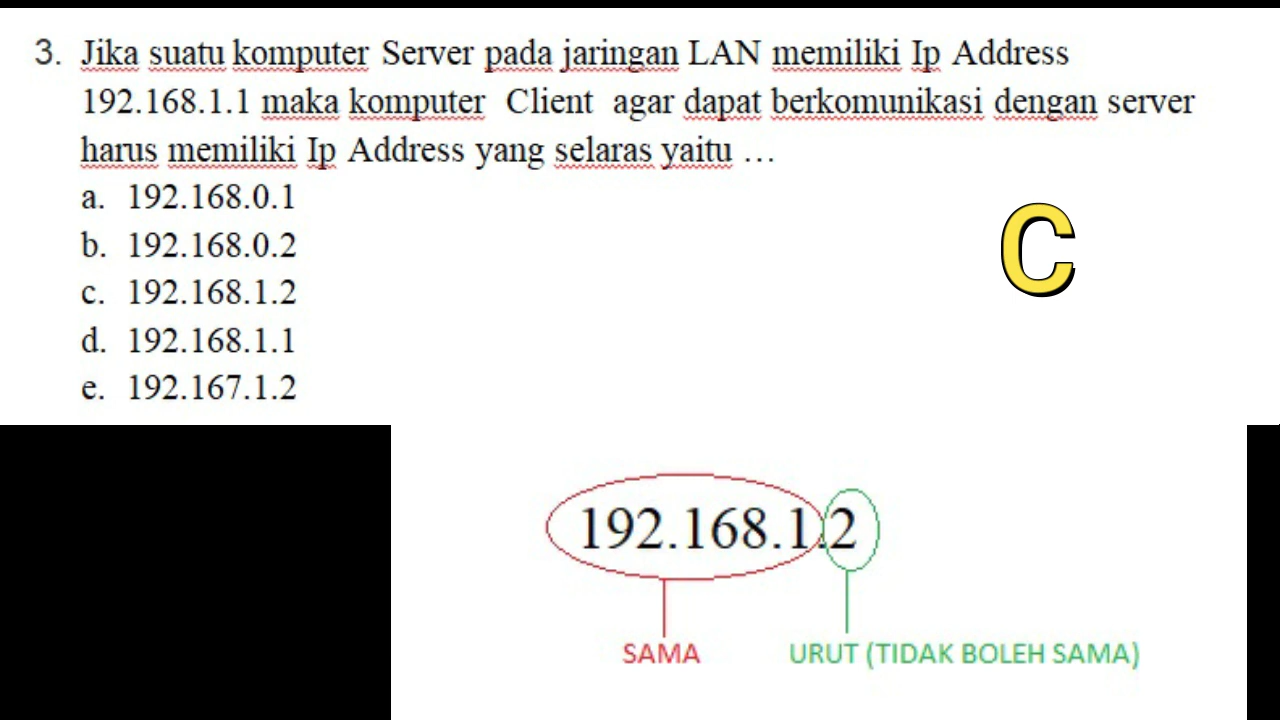 3. Jika suatu komputer Server pada jaringan LAN memiliki Ip Address
192.168.1.1 maka komputer Client agar dapat berkomunikasi dengan server
harus memiliki Ip Address yang selaras yaitu …
a. 192.168.0.1
b. 192.168.0.2
c. 192.168.1.2
d. 192.168.1.1
e. 192.167.1.2
C
192.168.1.2
SAMA URUT (TIDAK BOLEH SAMA)